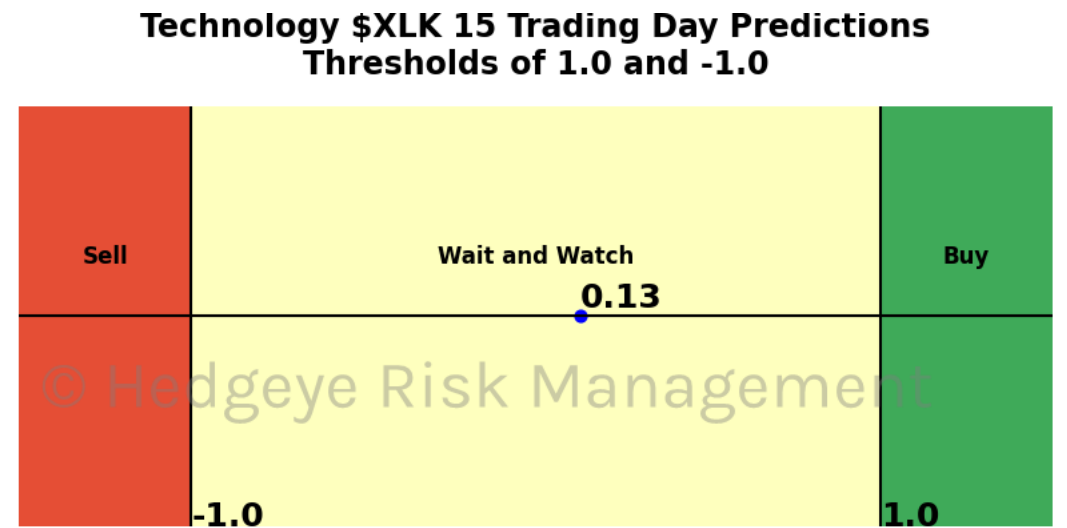 Technology $XLK 15 Trading Day Predictions
Thresholds of 1.0 and -1.0
Sell
Wait and Watch
Buy
0.13
© Hedgeye Risk Management
-1.0
1.0